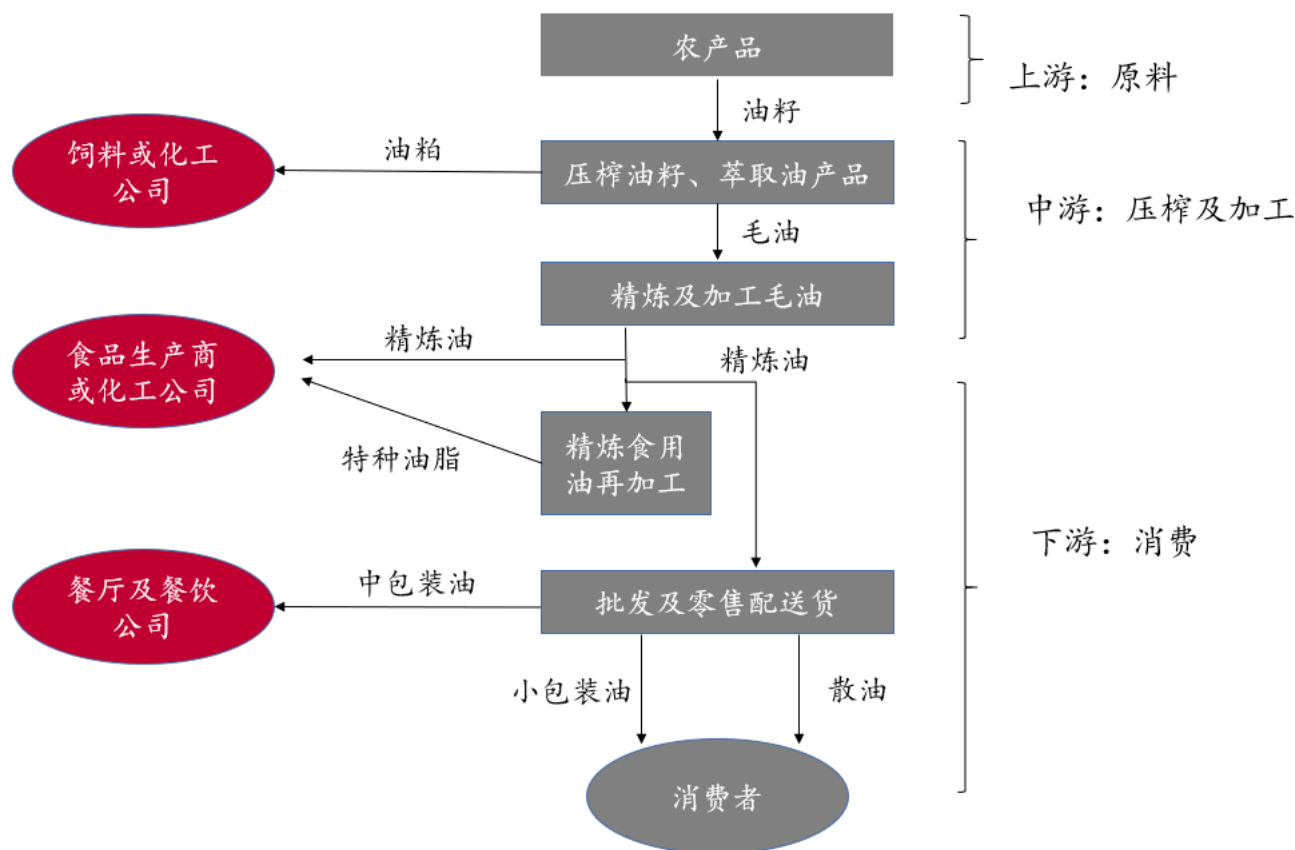 农产品
上游：原料
油籽
饲料或化工
公司
油粕
压榨油籽、萃取油产品
中游：压榨及加工
毛油
精炼及加工毛油
食品生产商
或化工公司
精炼油
精炼油
特种油脂
精炼食用
油再加工
下游：消费
餐厅及餐饮
公司
中包装油
批发及零售配送货
小包装油
散油
消费者